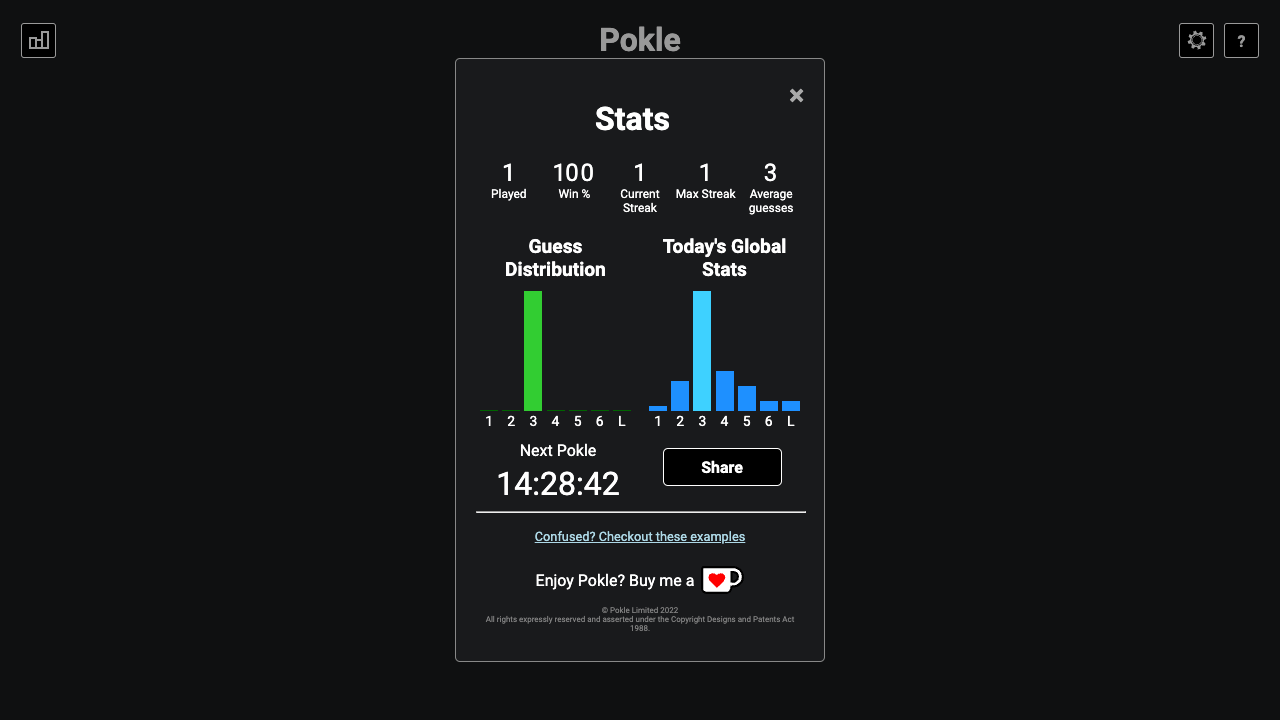 Pokle
?
Stats
1 100 1 1 3
Played Win % Current Streak Max Streak Average guesses
Guess Distribution
Today's Global Stats
1 2 3 4 5 6 L
1 2 3 4 5 6 L
Next Pokle
14:28:42
Share
Confused? Checkout these examples
Enjoy Pokle? Buy me a
© Pokle Limited 2022
All rights expressly reserved and asserted under the Copyright Designs and Patents Act
1988.